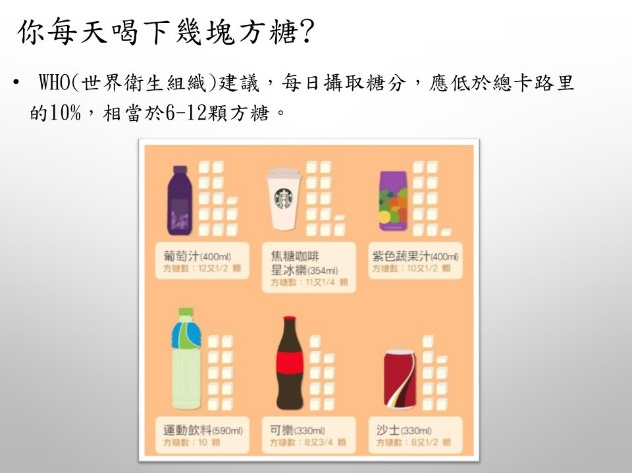 你每天喝下幾塊方糖?
• WHO(世界衛生組織)建議，每日攝取糖分，應低於總卡路里
的10%，相當於6-12顆方糖。
葡萄汁(400ml)
方糖數：12又1/2 顆
焦糖咖啡
星冰樂(354ml)
方糖數：11又1/4 顆
紫色蔬果汁(400ml)
方糖數：10又1/2 顆
運動飲料(590ml)
方糖數：10 顆
可樂(330ml)
方糖數：8又3/4 顆
沙士(330ml)
方糖數：8又1/2 顆